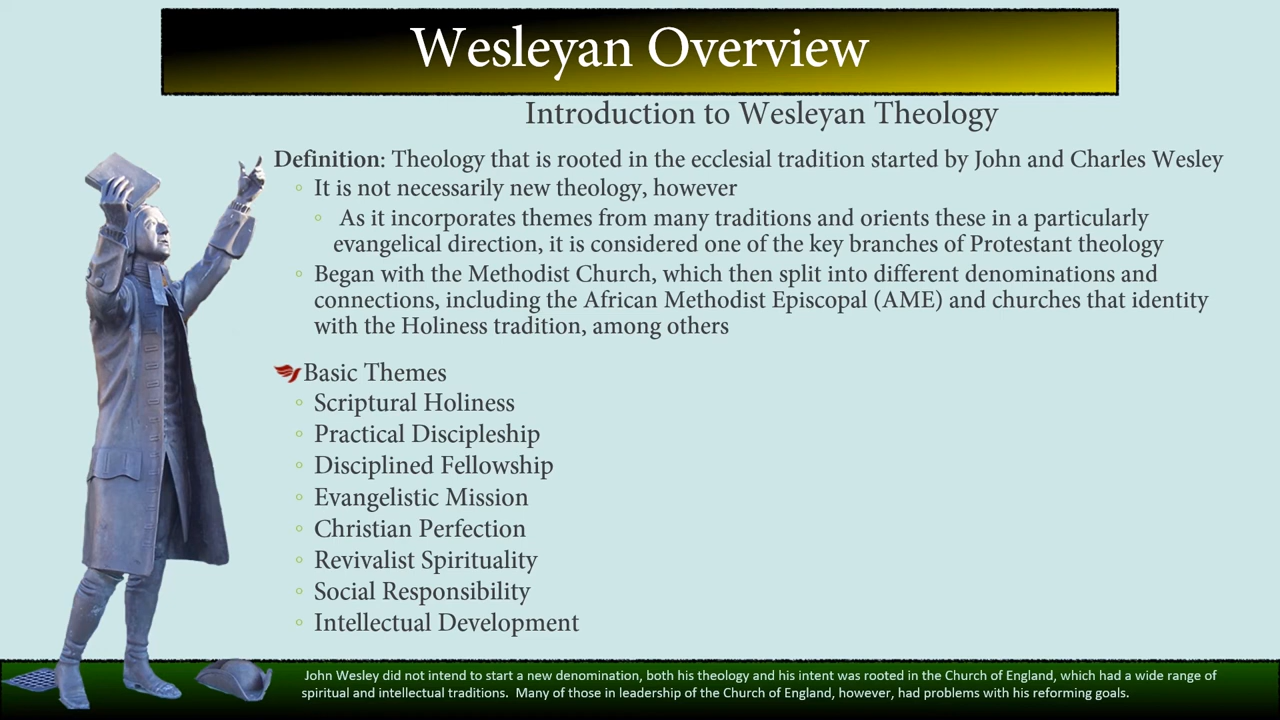 Wesleyan Overview
Introduction to Wesleyan Theology
Definition: Theology that is rooted in the ecclesial tradition started by John and Charles Wesley
It is not necessarily new theology, however
As it incorporates themes from many traditions and orients these in a particularly
evangelical direction, it is considered one of the key branches of Protestant theology
Began with the Methodist Church, which then split into different denominations and
connections, including the African Methodist Episcopal (AME) and churches that identity
with the Holiness tradition, among others
Basic Themes
Scriptural Holiness
Practical Discipleship
Disciplined Fellowship
Evangelistic Mission
Christian Perfection
Revivalist Spirituality
Social Responsibility
Intellectual Development
John Wesley did not intend to start a new denomination, both his theology and his intent was rooted in the Church of England, which had a wide range of
spiritual and intellectual traditions. Many of those in leadership of the Church of England, however, had problems with his reforming goals.